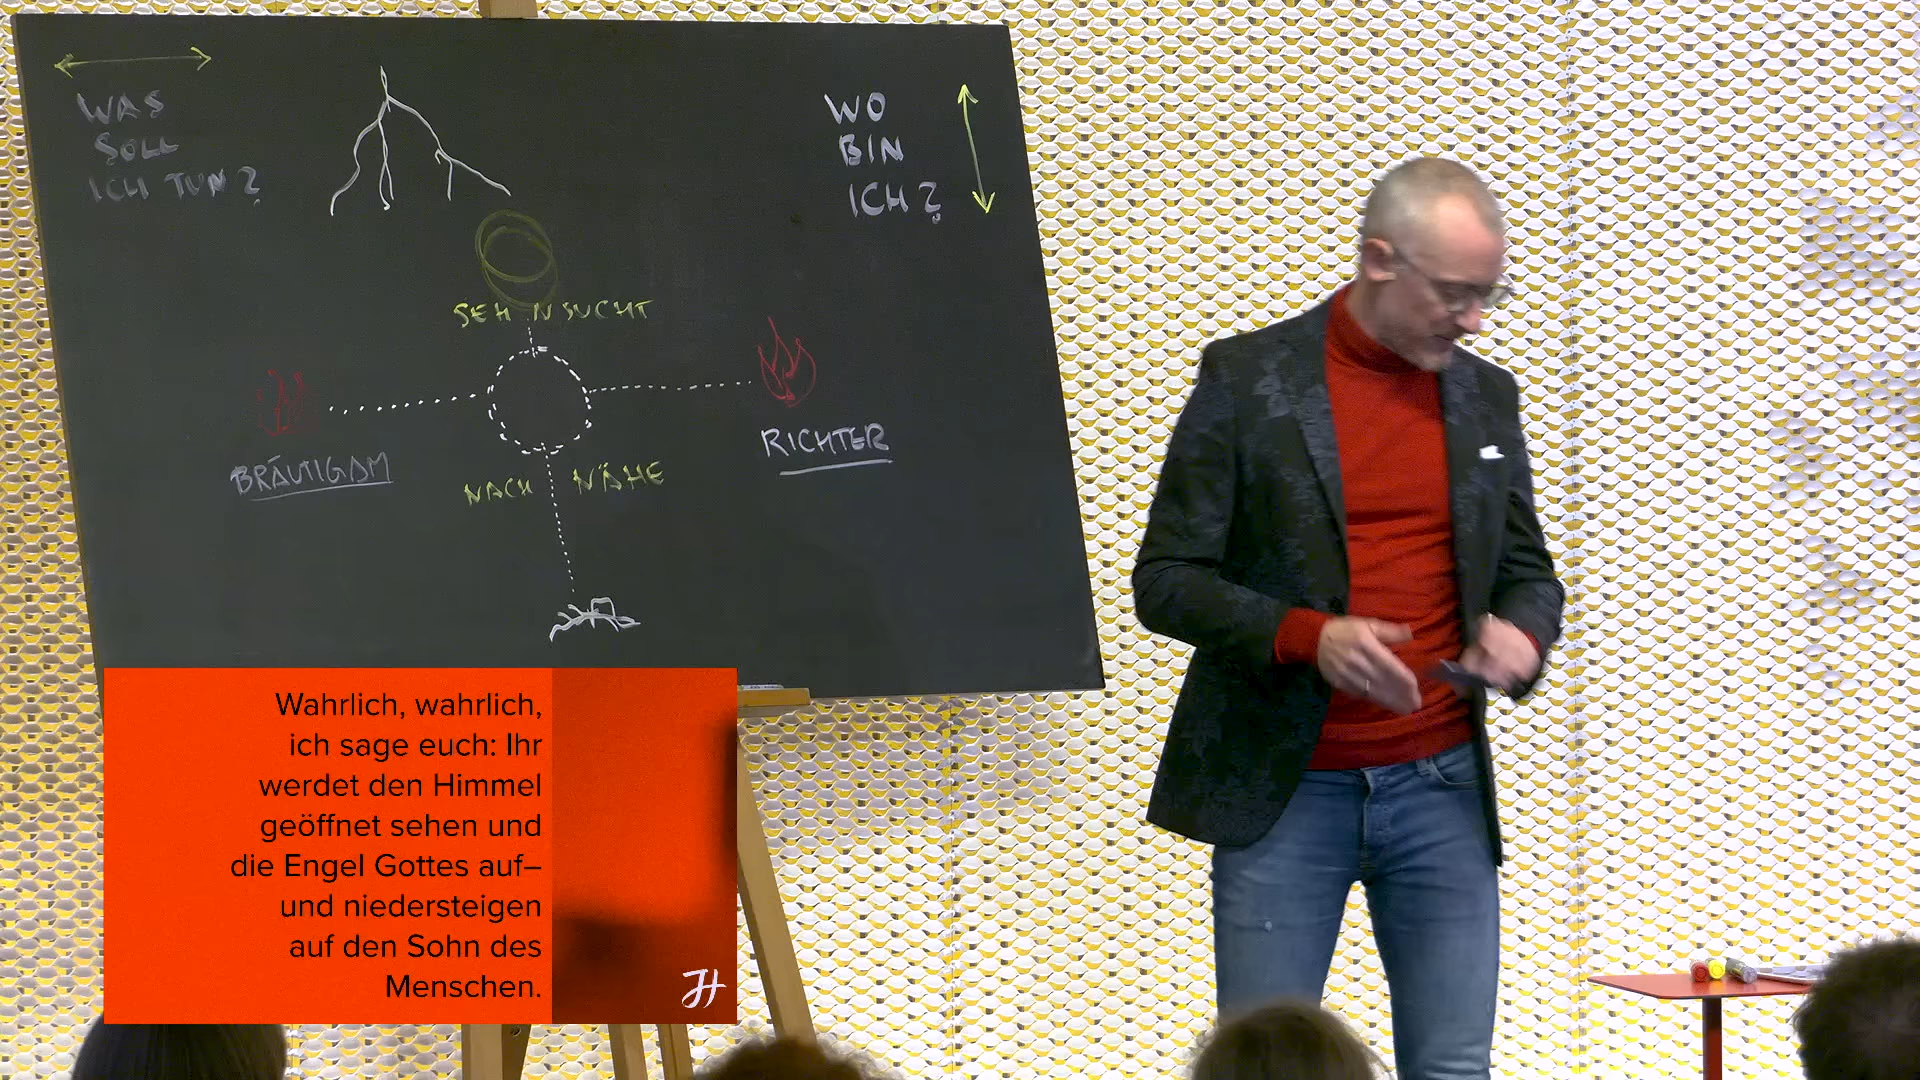 WAS
SOLL
ICH TUN?
WO
BIN
ICH?
SEHNSUCHT
BRÄUTIGAM
RICHTER
NACH NÄHE
Wahrlich, wahrlich,
ich sage euch: Ihr
werdet den Himmel
geöffnet sehen und
die Engel Gottes auf–
und niedersteigen
auf den Sohn des
Menschen.
JH